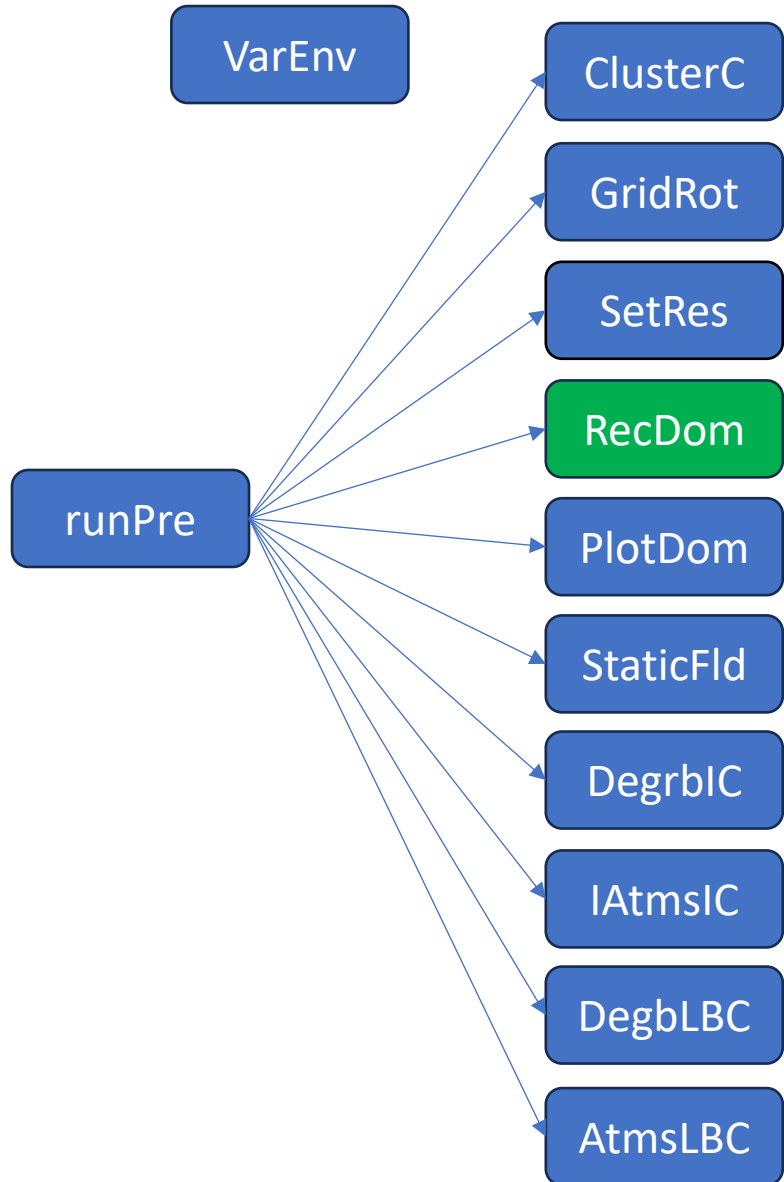 VarEnv
ClusterC
GridRot
SetRes
RecDom
runPre
PlotDom
StaticFld
DegrbIC
IAtmsIC
DegbLBC
AtmsLBC